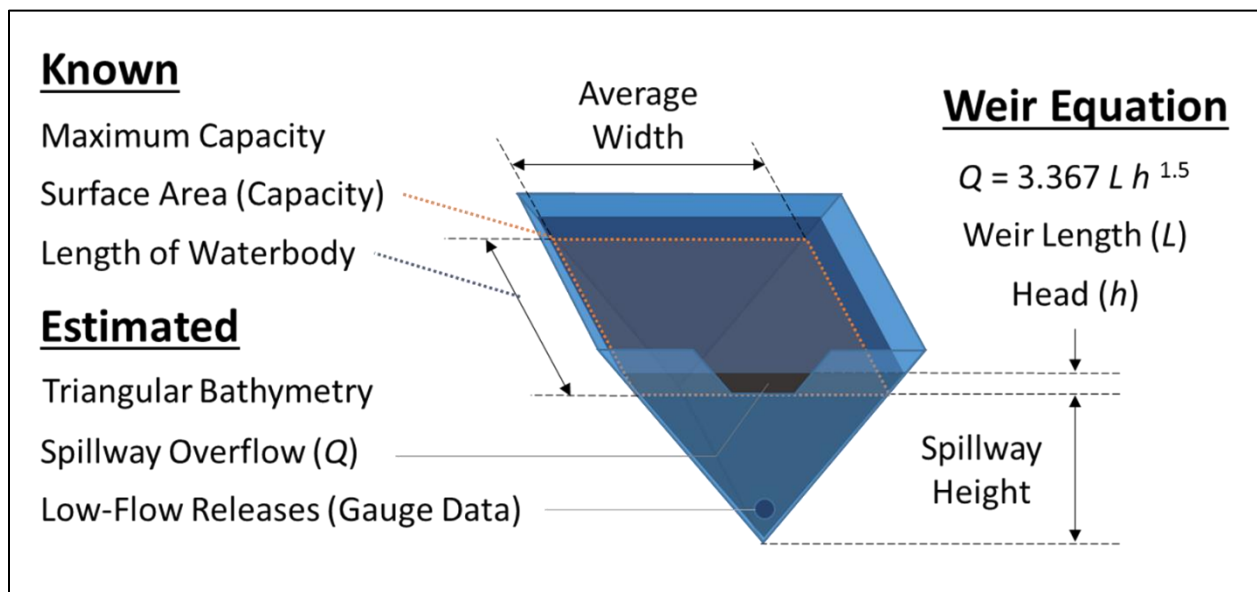 Known
Maximum Capacity
Surface Area (Capacity)
Length of Waterbody
Estimated
Triangular Bathymetry
Spillway Overflow (Q)
Low-Flow Releases (Gauge Data)
Average
Width
Weir Equation
Q = 3.367 L h 1.5
Weir Length (L)
Head (h)
Spillway
Height